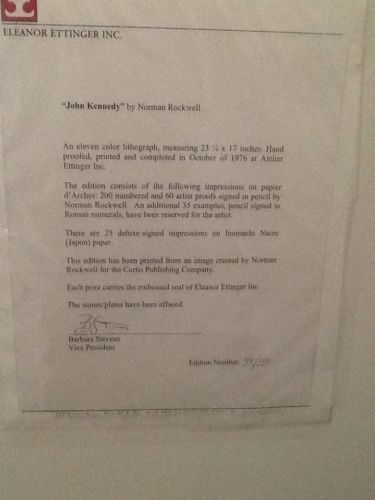 ELEANOR ETTINGER INC.
"John Kennedy" by Norman Rockwell
An eleven color lithograph, measuring 23 ¼ x 17 inches. Hand
proofed, printed and completed in October of 1976 at Atelier
Ettinger Inc.
The edition consists of the following impressions on papier
d'Arches: 200 numbered and 60 artist proofs signed in pencil by
Norman Rockwell. An additional 35 examples, pencil signed in
Roman numerals, have been reserved for the artist.
There are 25 deluxe-signed impressions on Inumachi Nacre
(Japon) paper.
This edition has been printed from an image created by Norman
Rockwell for the Curtis Publishing Company.
Each print carries the embossed seal of Eleanor Ettinger Inc.
The stones/plates have been effaced.
Barbara Stevens
Vice President
Edition Number: